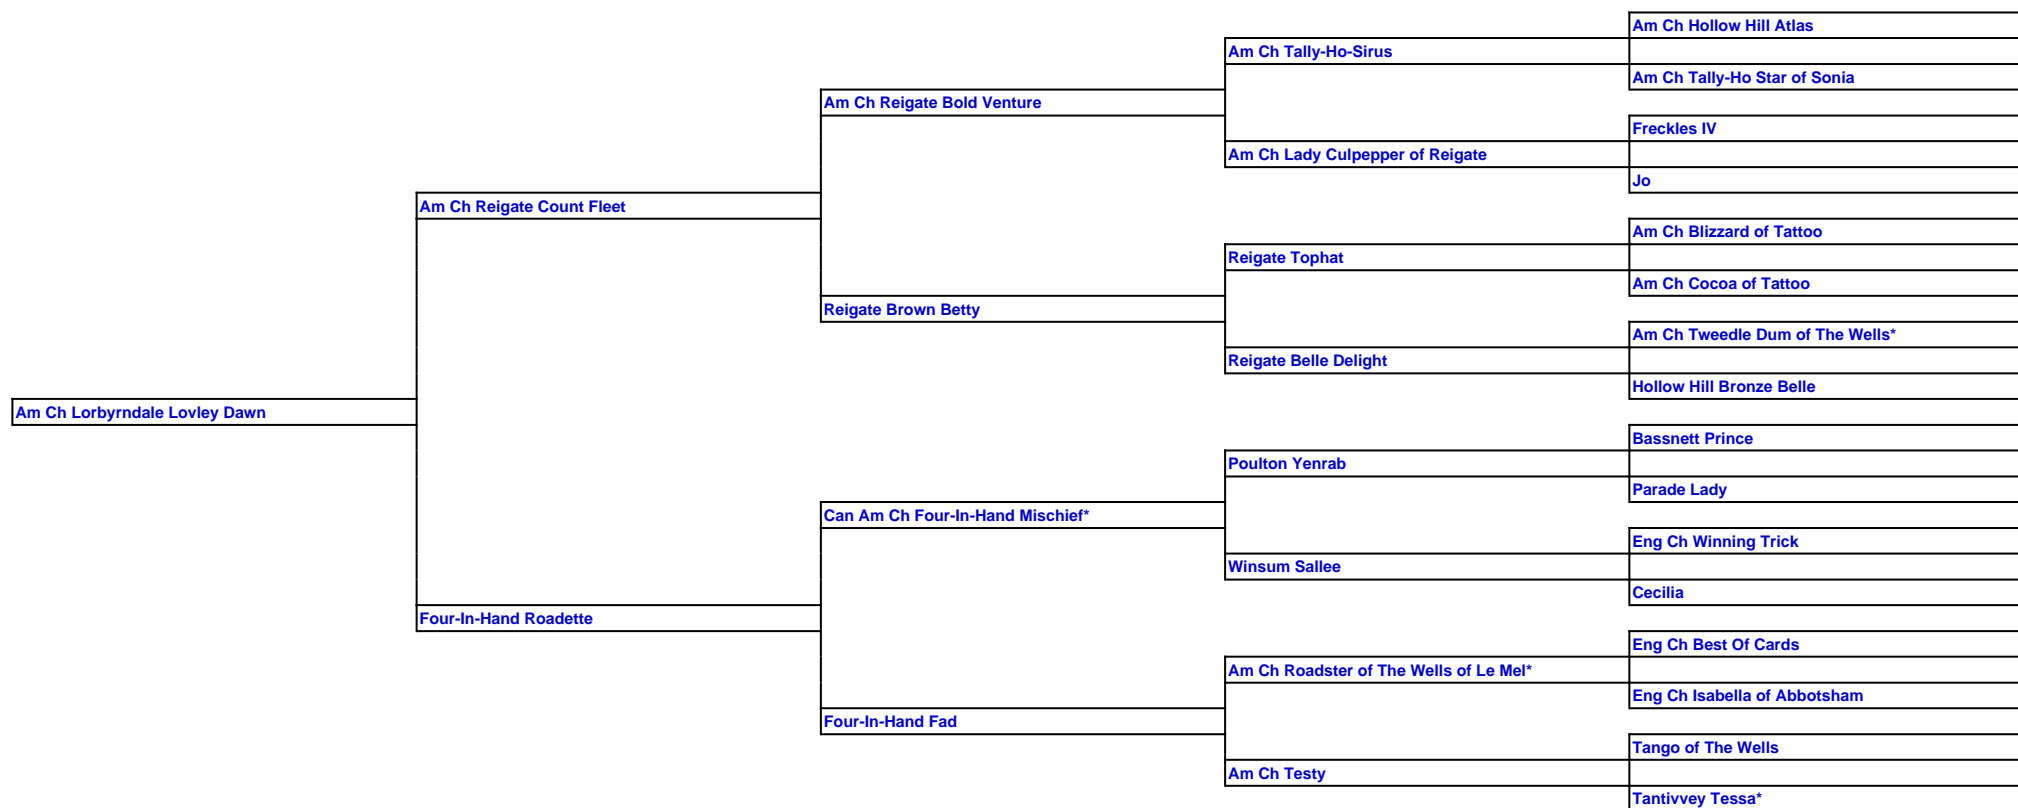 Am Ch Hollow Hill Atlas
Am Ch Tally-Ho-Sirus
Am Ch Tally-Ho Star of Sonia
Am Ch Reigate Bold Venture
Freckles IV
Am Ch Lady Culpepper of Reigate
Jo
Am Ch Reigate Count Fleet
Am Ch Blizzard of Tattoo
Reigate Tophat
Am Ch Cocoa of Tattoo
Reigate Brown Betty
Am Ch Tweedle Dum of The Wells*
Reigate Belle Delight
Hollow Hill Bronze Belle
Am Ch Lorbyrndale Lovley Dawn
Bassnett Prince
Poulton Yenrab
Parade Lady
Can Am Ch Four-In-Hand Mischief*
Eng Ch Winning Trick
Winsum Sallee
Cecilia
Four-In-Hand Roadette
Eng Ch Best Of Cards
Am Ch Roadster of The Wells of Le Mel*
Eng Ch Isabella of Abbotsham
Four-In-Hand Fad
Tango of The Wells
Am Ch Testy
Tantivvey Tessa*